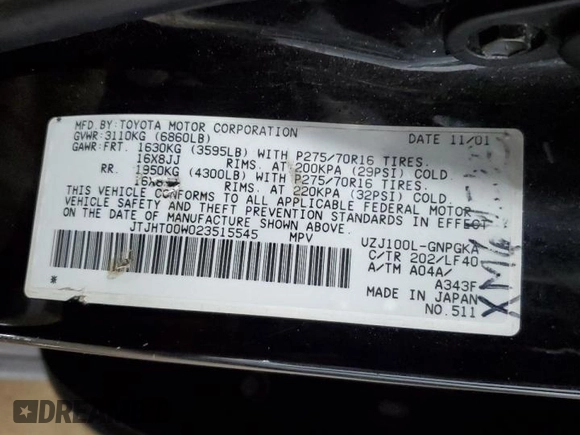 MFD BY:TOYOTA MOTOR CORPORATION DATE 11/01
GVWR:3110KG (6860LB)
GAWR:FRT. 1630KG (3595LB) WITH P275/70R16 TIRES.
16X8JJ RIMS. AT 200KPA (29PSI) COLD.
RR. 1950KG (4300LB) WITH P275/70R16 TIRES.
RIMS. AT 220KPA (32PSI) COLD.
THIS VEHICLE CONFORMS TO ALL APPLICABLE FEDERAL MOTOR
VEHICLE SAFETY AND THEFT PREVENTION STANDARDS IN EFFECT
ON THE DATE OF MANUFACTURE SHOWN ABOVE.
JTJHT00W023515545 MPV UZJ100L-GNPGKA
C/TR 202/LF40
* A/TM A04A/
A343F
MADE IN JAPAN
NO.511